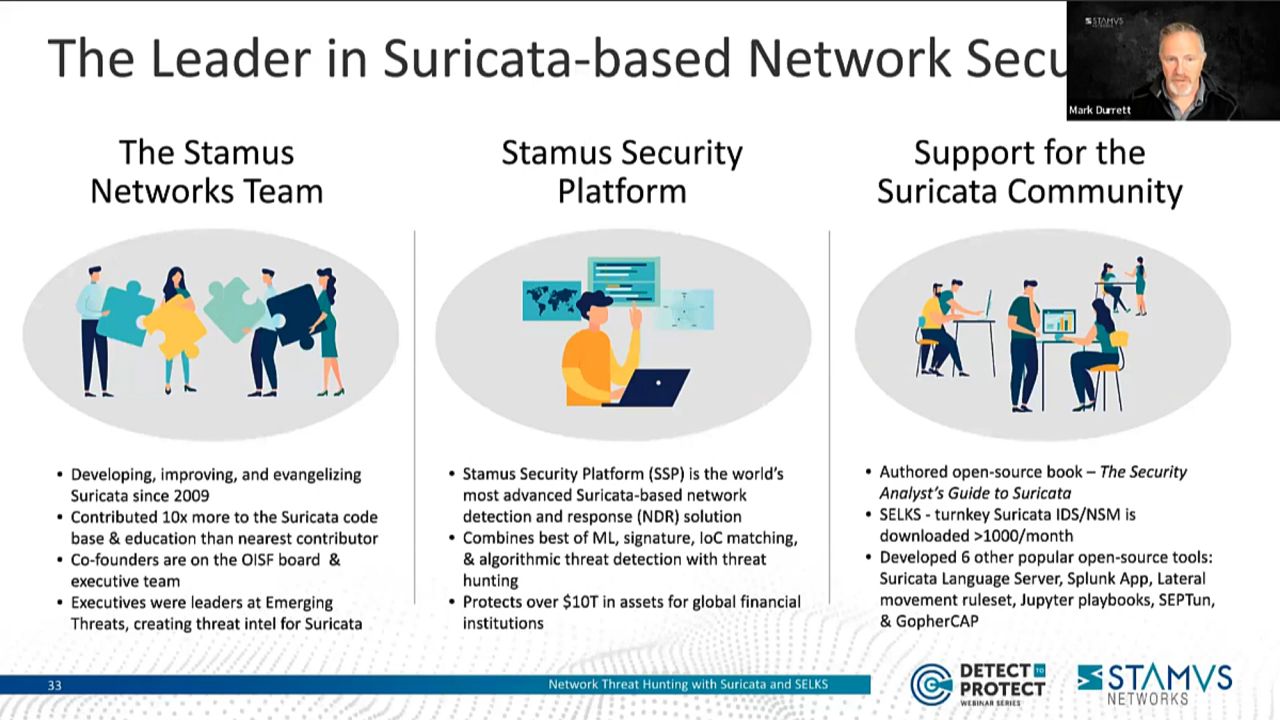 The Leader in Suricata-based Network Secu
STAMVS
NETWORKS
Mark Durrett
The Stamus
Networks Team
• Developing, improving, and evangelizing
Suricata since 2009
• Contributed 10x more to the Suricata code
base & education than nearest contributor
• Co-founders are on the OISF board &
executive team
• Executives were leaders at Emerging
Threats, creating threat intel for Suricata
Stamus Security
Platform
• Stamus Security Platform (SSP) is the world's
most advanced Suricata-based network
detection and response (NDR) solution
• Combines best of ML, signature, IoC matching,
& algorithmic threat detection with threat
hunting
• Protects over $10T in assets for global financial
institutions
Support for the
Suricata Community
• Authored open-source book – The Security
Analyst's Guide to Suricata
• SELKS - turnkey Suricata IDS/NSM is
downloaded >1000/month
• Developed 6 other popular open-source tools:
Suricata Language Server, Splunk App, Lateral
movement ruleset, Jupyter playbooks, SEPTun,
& GopherCAP
33
Network Threat Hunting with Suricata and SELKS
DETECT TO
PROTECT
WEBINAR SERIES
STAMVS
NETWORKS